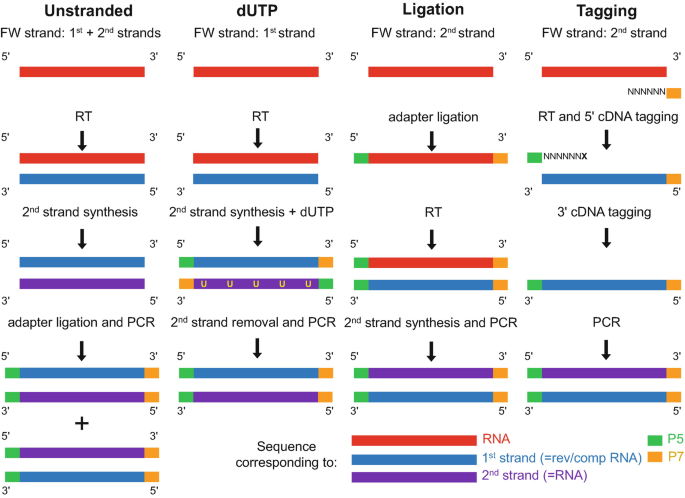 Unstranded
FW strand: 1st + 2nd strands
5' 3'
RT
5' 3'
3' 5'
2nd strand synthesis
5' 3'
3' 5'
adapter ligation and PCR
5' 3'
3' 5'
+
5' 3'
3' 5'
dUTP
FW strand: 1st strand
5' 3'
RT
5' 3'
3' 5'
2nd strand synthesis + dUTP
5' 3'
U U U U U
3' 5'
2nd strand removal and PCR
5' 3'
3' 5'
Ligation
FW strand: 2nd strand
5' 3'
adapter ligation
5' 3'
RT
5' 3'
3' 5'
2nd strand synthesis and PCR
5' 3'
3' 5'
Tagging
FW strand: 2nd strand
5' 3'
NNNNNN
RT and 5' cDNA tagging
NNNNNNX
3' 5'
3' cDNA tagging
3' 5'
PCR
5' 3'
3' 5'
Sequence
corresponding to:
RNA
1st strand (=rev/comp RNA)
2nd strand (=RNA)
P5
P7